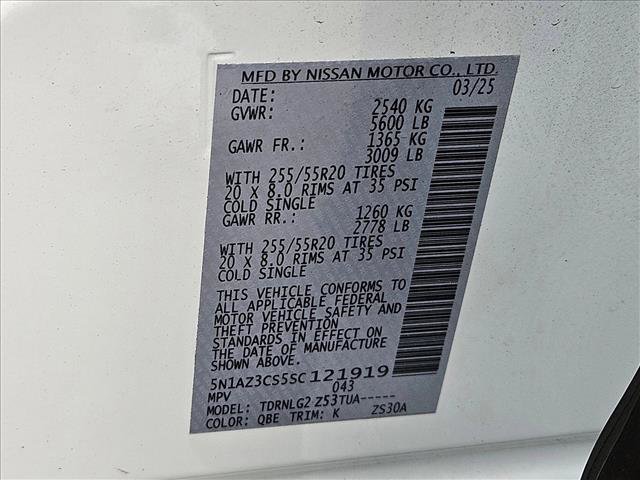 MFD BY NISSAN MOTOR CO., LTD.
DATE: 03/25
GVWR: 2540 KG
5600 LB
GAWR FR.: 1365 KG
3009 LB
WITH 255/55R20 TIRES
20 X 8.0 RIMS AT 35 PSI
COLD SINGLE
GAWR RR.: 1260 KG
2778 LB
WITH 255/55R20 TIRES
20 X 8.0 RIMS AT 35 PSI
COLD SINGLE
THIS VEHICLE CONFORMS TO
ALL APPLICABLE FEDERAL
MOTOR VEHICLE SAFETY AND
THEFT PREVENTION
STANDARDS IN EFFECT ON
THE DATE OF MANUFACTURE
SHOWN ABOVE.
5N1AZ3CS5SC121919
MPV 043
MODEL: TDRNLG2 Z53TUA-----
COLOR: QBE TRIM: K ZS30A